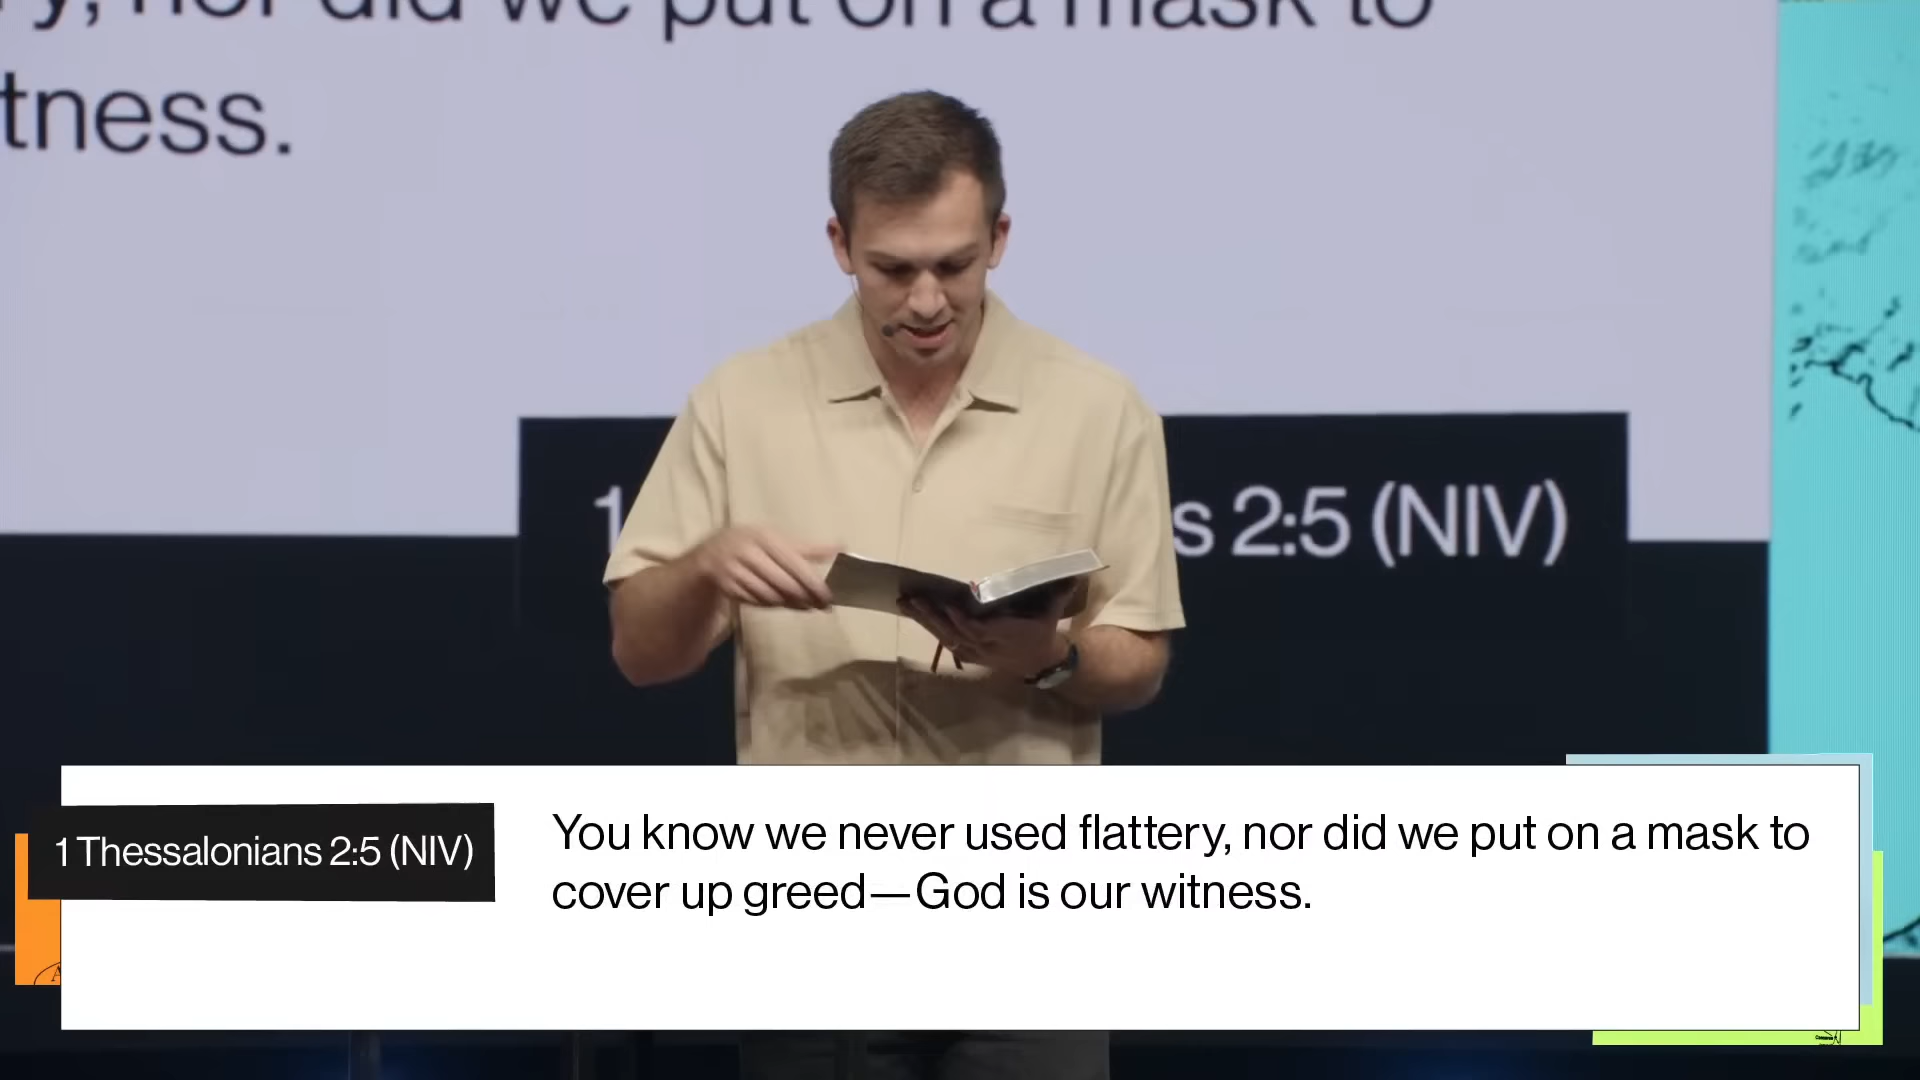 y, nor did we put on a mask to
tness.
1
s 2:5 (NIV)
1 Thessalonians 2:5 (NIV)
You know we never used flattery, nor did we put on a mask to
cover up greed—God is our witness.